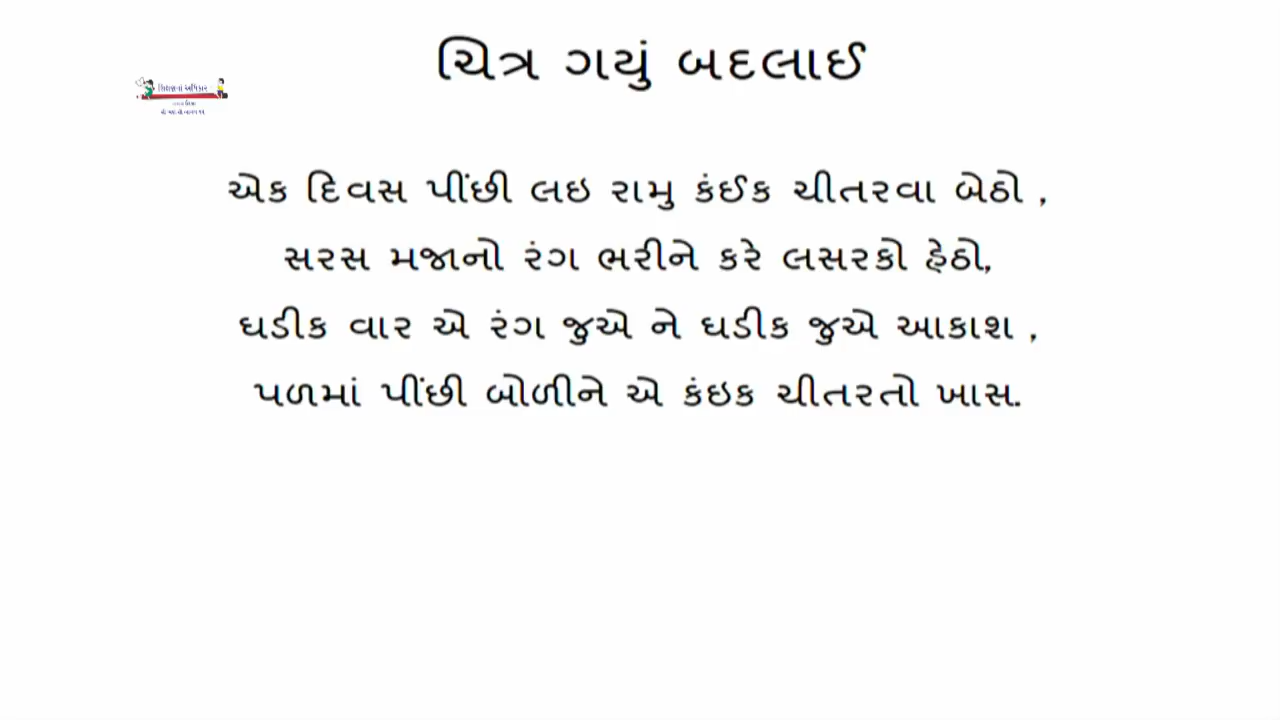 ચિત્ર ગયું બદલાઈ
એક દિવસ પીંછી લઇ રામુ કંઈક ચીતરવા બેઠો ,
સરસ મજાનો રંગ ભરીને કરે લસરકો હેઠો,
ઘડીક વાર એ રંગ જુએ ને ઘડીક જુએ આકાશ ,
પળમાં પીંછી બોળીને એ કંઇક ચીતરતો ખાસ.